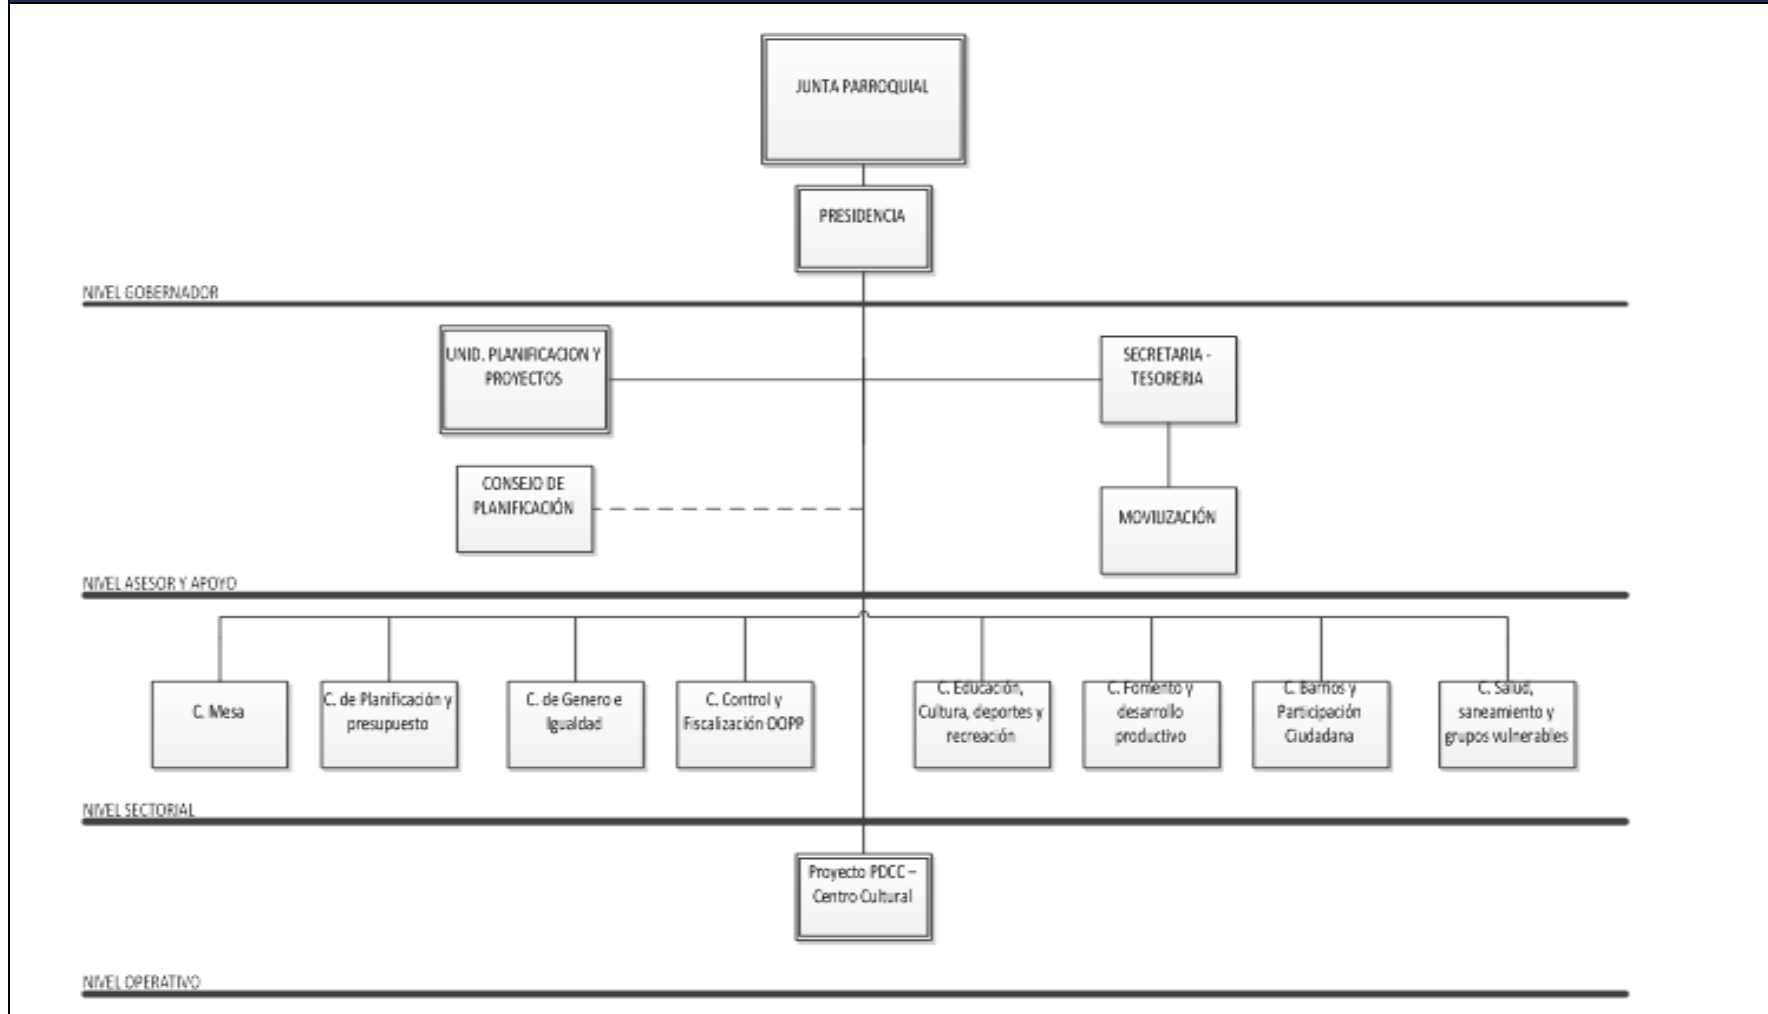 JUNTA PARROQUIAL
PRESIDENCIA
NIVEL GOBERNADOR
UNID. PLANIFICACION Y
PROYECTOS
SECRETARIA -
TESORERIA
CONSEJO DE
PLANIFICACIÓN
MOVILIZACIÓN
NIVEL ASESOR Y APOYO
C. Mesa
C. de Planificación y
presupuesto
C. de Genero e
Igualdad
C. Control y
Fiscalización OOPP
C. Educación,
Cultura, deportes y
recreación
C. Fomento y
desarrollo
productivo
C. Barrios y
Participación
Ciudadana
C. Salud,
saneamiento y
grupos vulnerables
NIVEL SECTORIAL
Proyecto PDCC –
Centro Cultural
NIVEL OPERATIVO